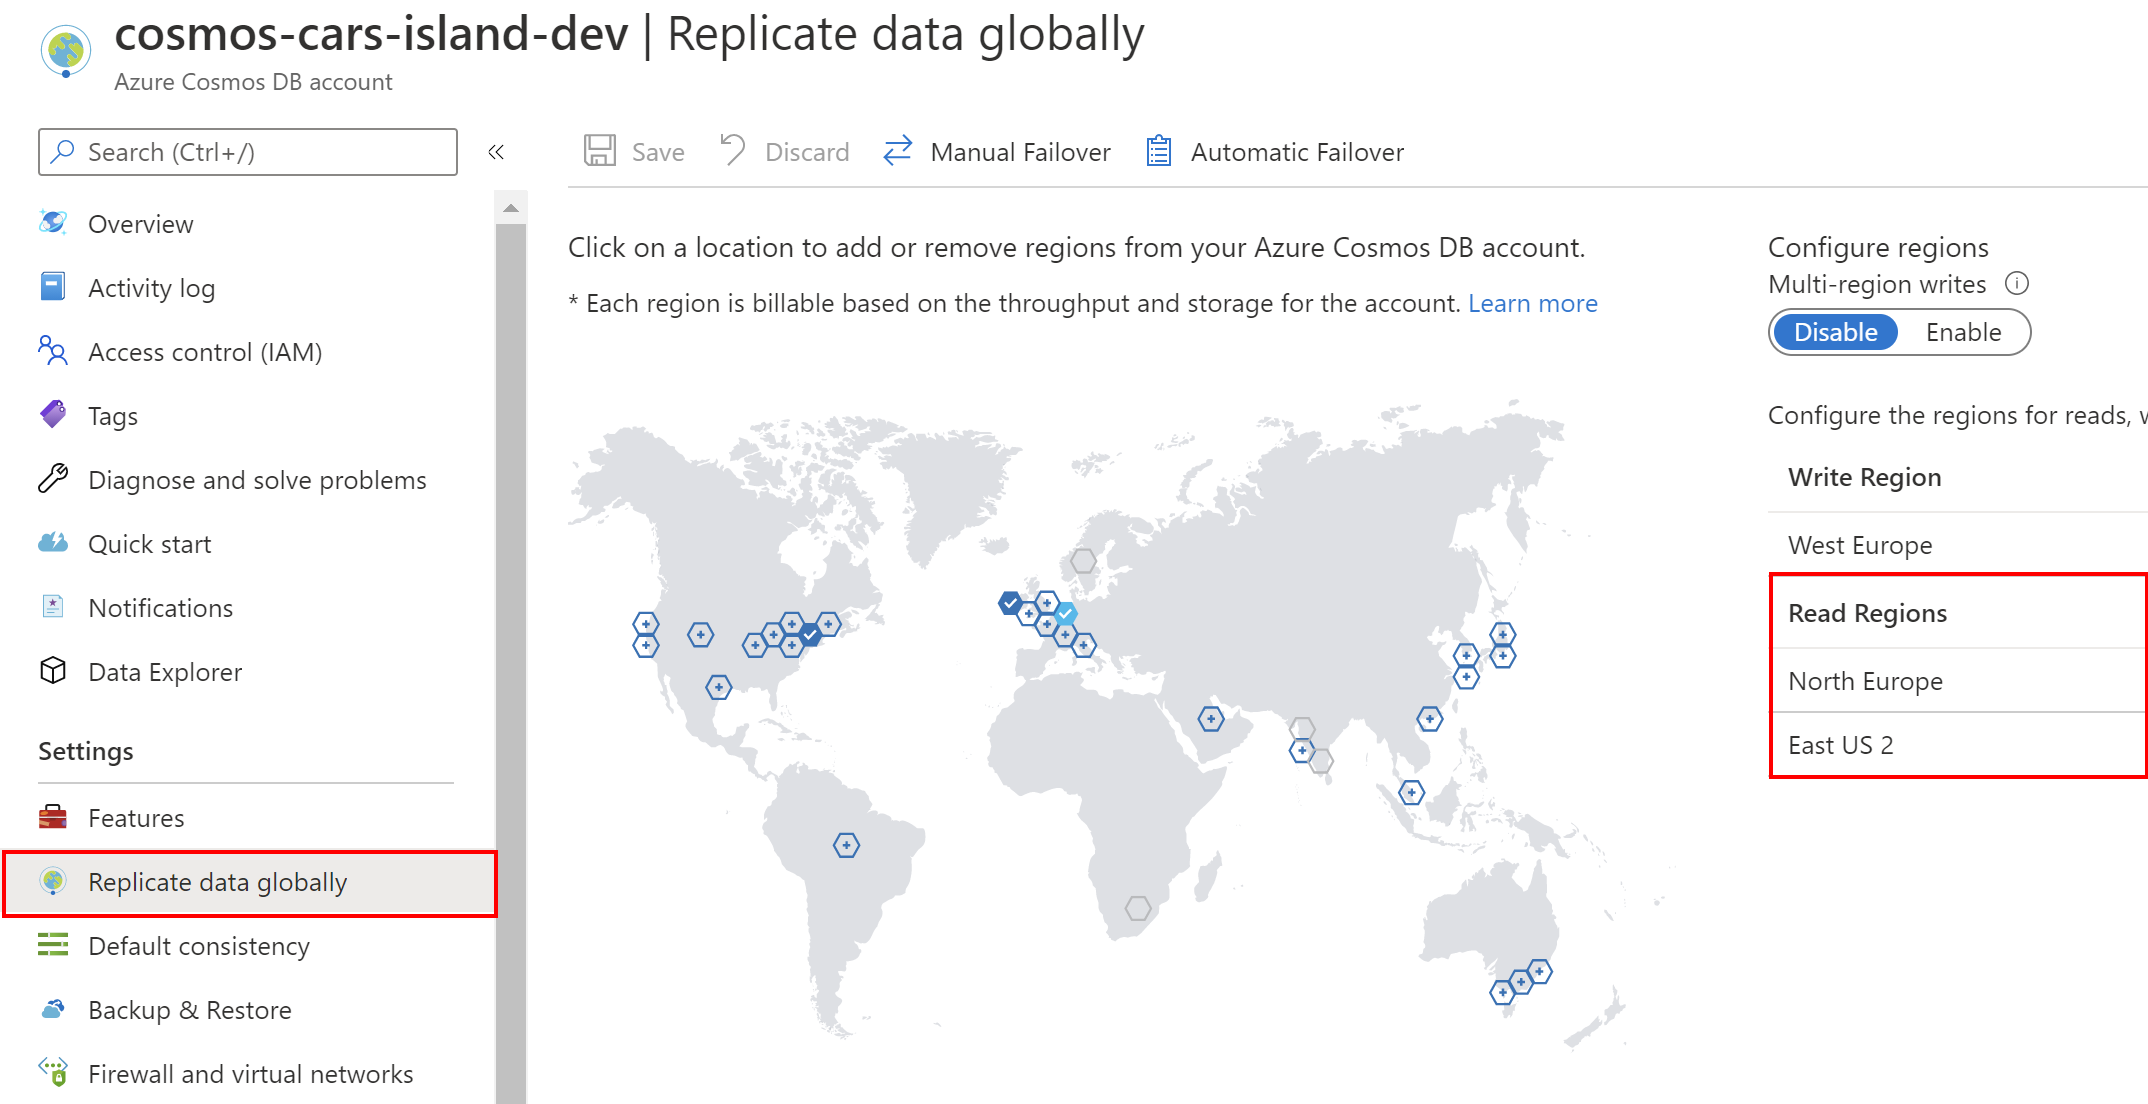 cosmos-cars-island-dev | Replicate data globally
Azure Cosmos DB account
Search (Ctrl+/)
«
Overview
Activity log
Access control (IAM)
Tags
Diagnose and solve problems
Quick start
Notifications
Data Explorer
Settings
Features
Replicate data globally
Default consistency
Backup & Restore
Firewall and virtual networks
Save Discard Manual Failover Automatic Failover
Click on a location to add or remove regions from your Azure Cosmos DB account.
* Each region is billable based on the throughput and storage for the account. Learn more
Configure regions
Multi-region writes
Disable Enable
Configure the regions for reads,
Write Region
West Europe
Read Regions
North Europe
East US 2